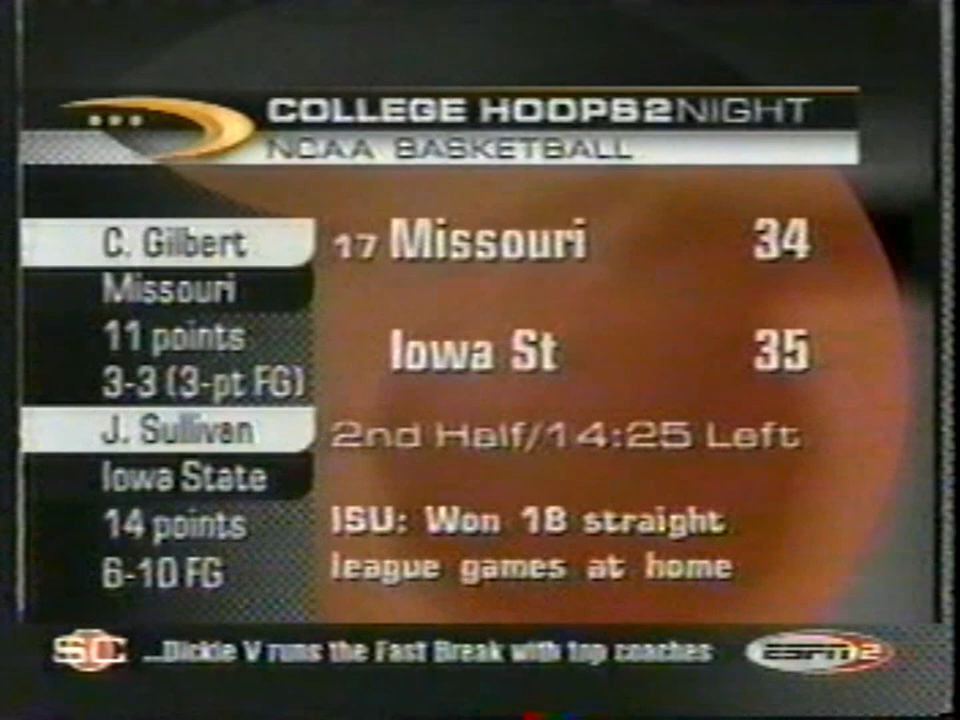 COLLEGE HOOPS2NIGHT
NCAA BASKETBALL
C. Gilbert
Missouri
11 points
3-3 (3-pt FG)
J. Sullivan
Iowa State
14 points
6-10 FG
17 Missouri 34
Iowa St 35
2nd Half/14:25 Left
ISU: Won 18 straight
league games at home
SC ...Dickie V runs the Fast Break with top coaches ESPN2